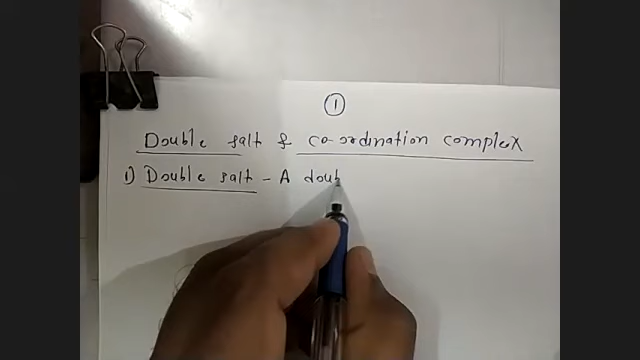 ①
Double salt & co-ordination complex
1) Double salt - A doub